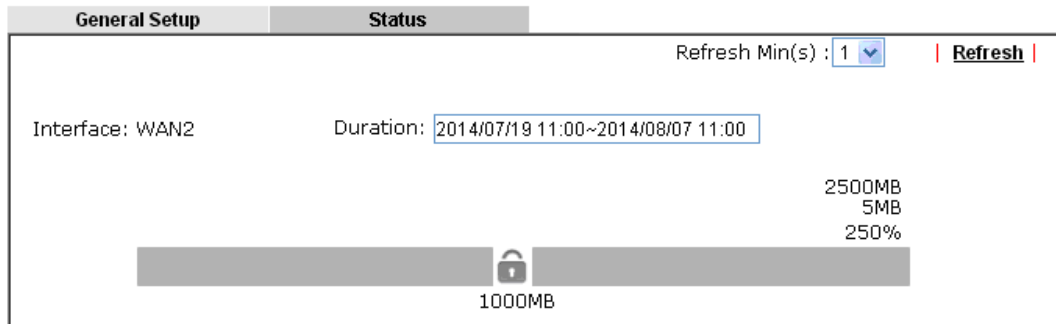 General Setup Status
Refresh Min(s) : 1 | Refresh |
Interface: WAN2 Duration: 2014/07/19 11:00~2014/08/07 11:00
2500MB
5MB
250%
1000MB